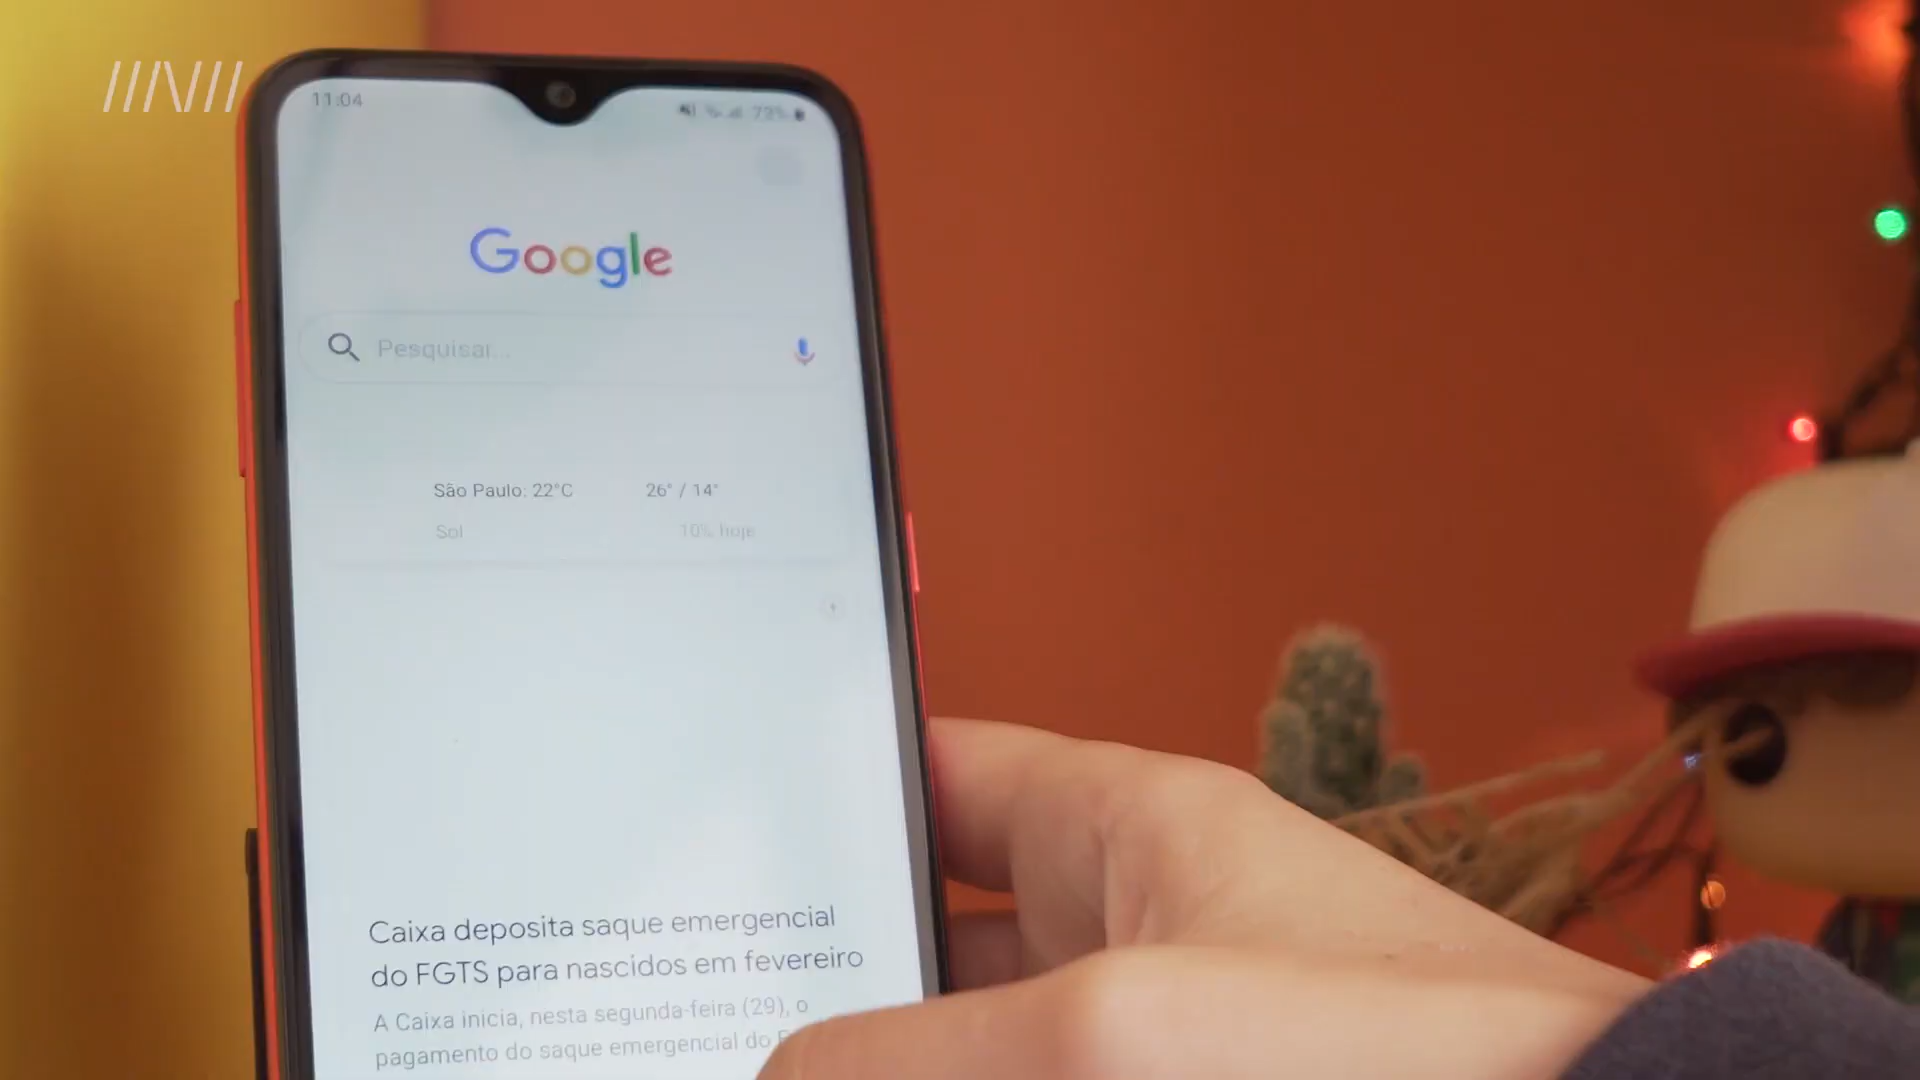 11:04
72%
Google
Pesquisar...
São Paulo: 22°C 26° / 14°
Sol 10% hoje
Caixa deposita saque emergencial
do FGTS para nascidos em fevereiro
A Caixa inicia, nesta segunda-feira (29), o
pagamento do saque emergencial do